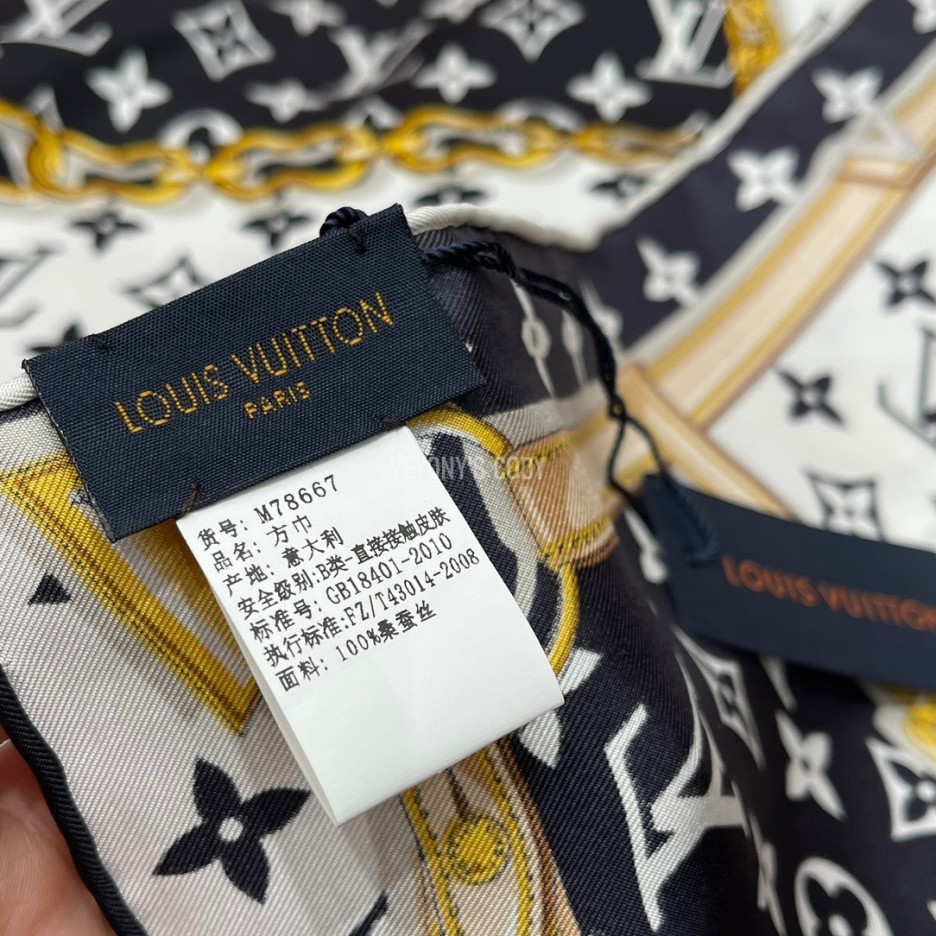 LOUIS VUITTON
PARIS
货号: M78667
品名: 方巾
产地: 意大利
安全级别:B类-直接接触皮肤
标准号: GB18401-2010
执行标准:FZ/T43014-2008
面料: 100%桑蚕丝
LOUIS VUITTON